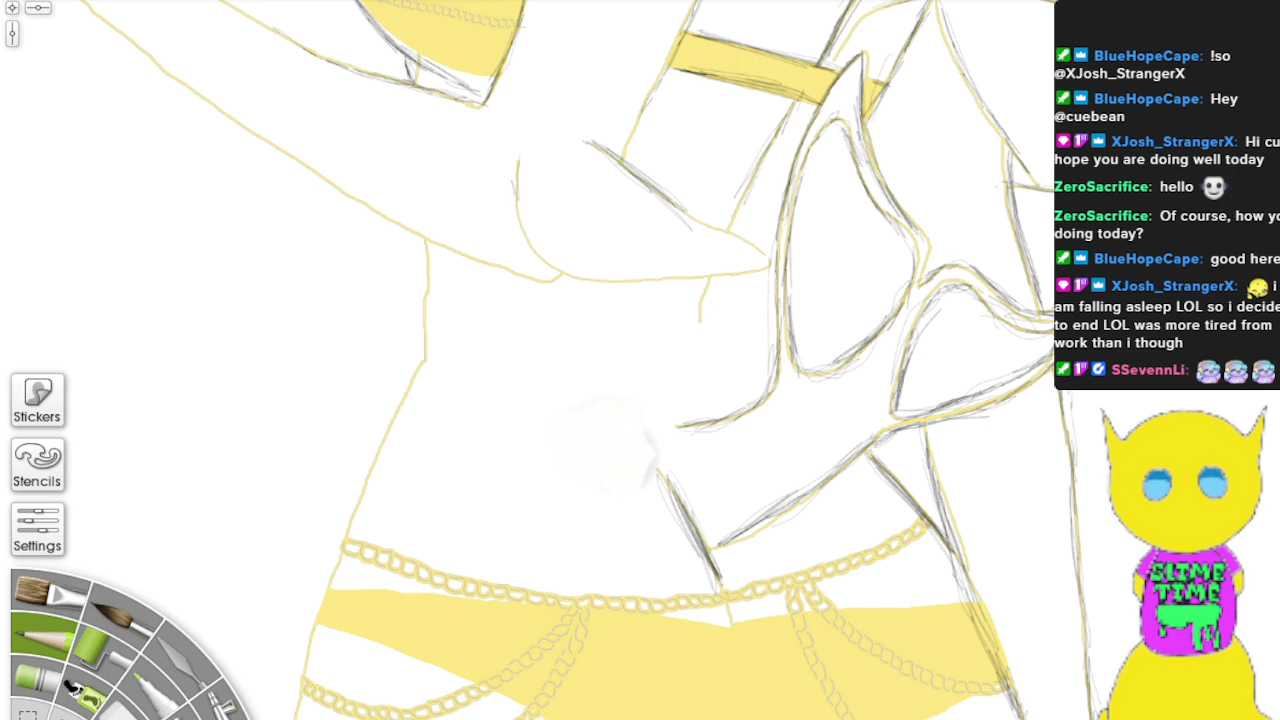 BlueHopeCape: !so
@XJosh_StrangerX
BlueHopeCape: Hey
@cuebean
XJosh_StrangerX: Hi cu
hope you are doing well today
ZeroSacrifice: hello
ZeroSacrifice: Of course, how yo
doing today?
BlueHopeCape: good here
XJosh_StrangerX: i
am falling asleep LOL so i decide
to end LOL was more tired from
work than i though
SSevennLi:
Stickers
Stencils
Settings
SLIME
TIME